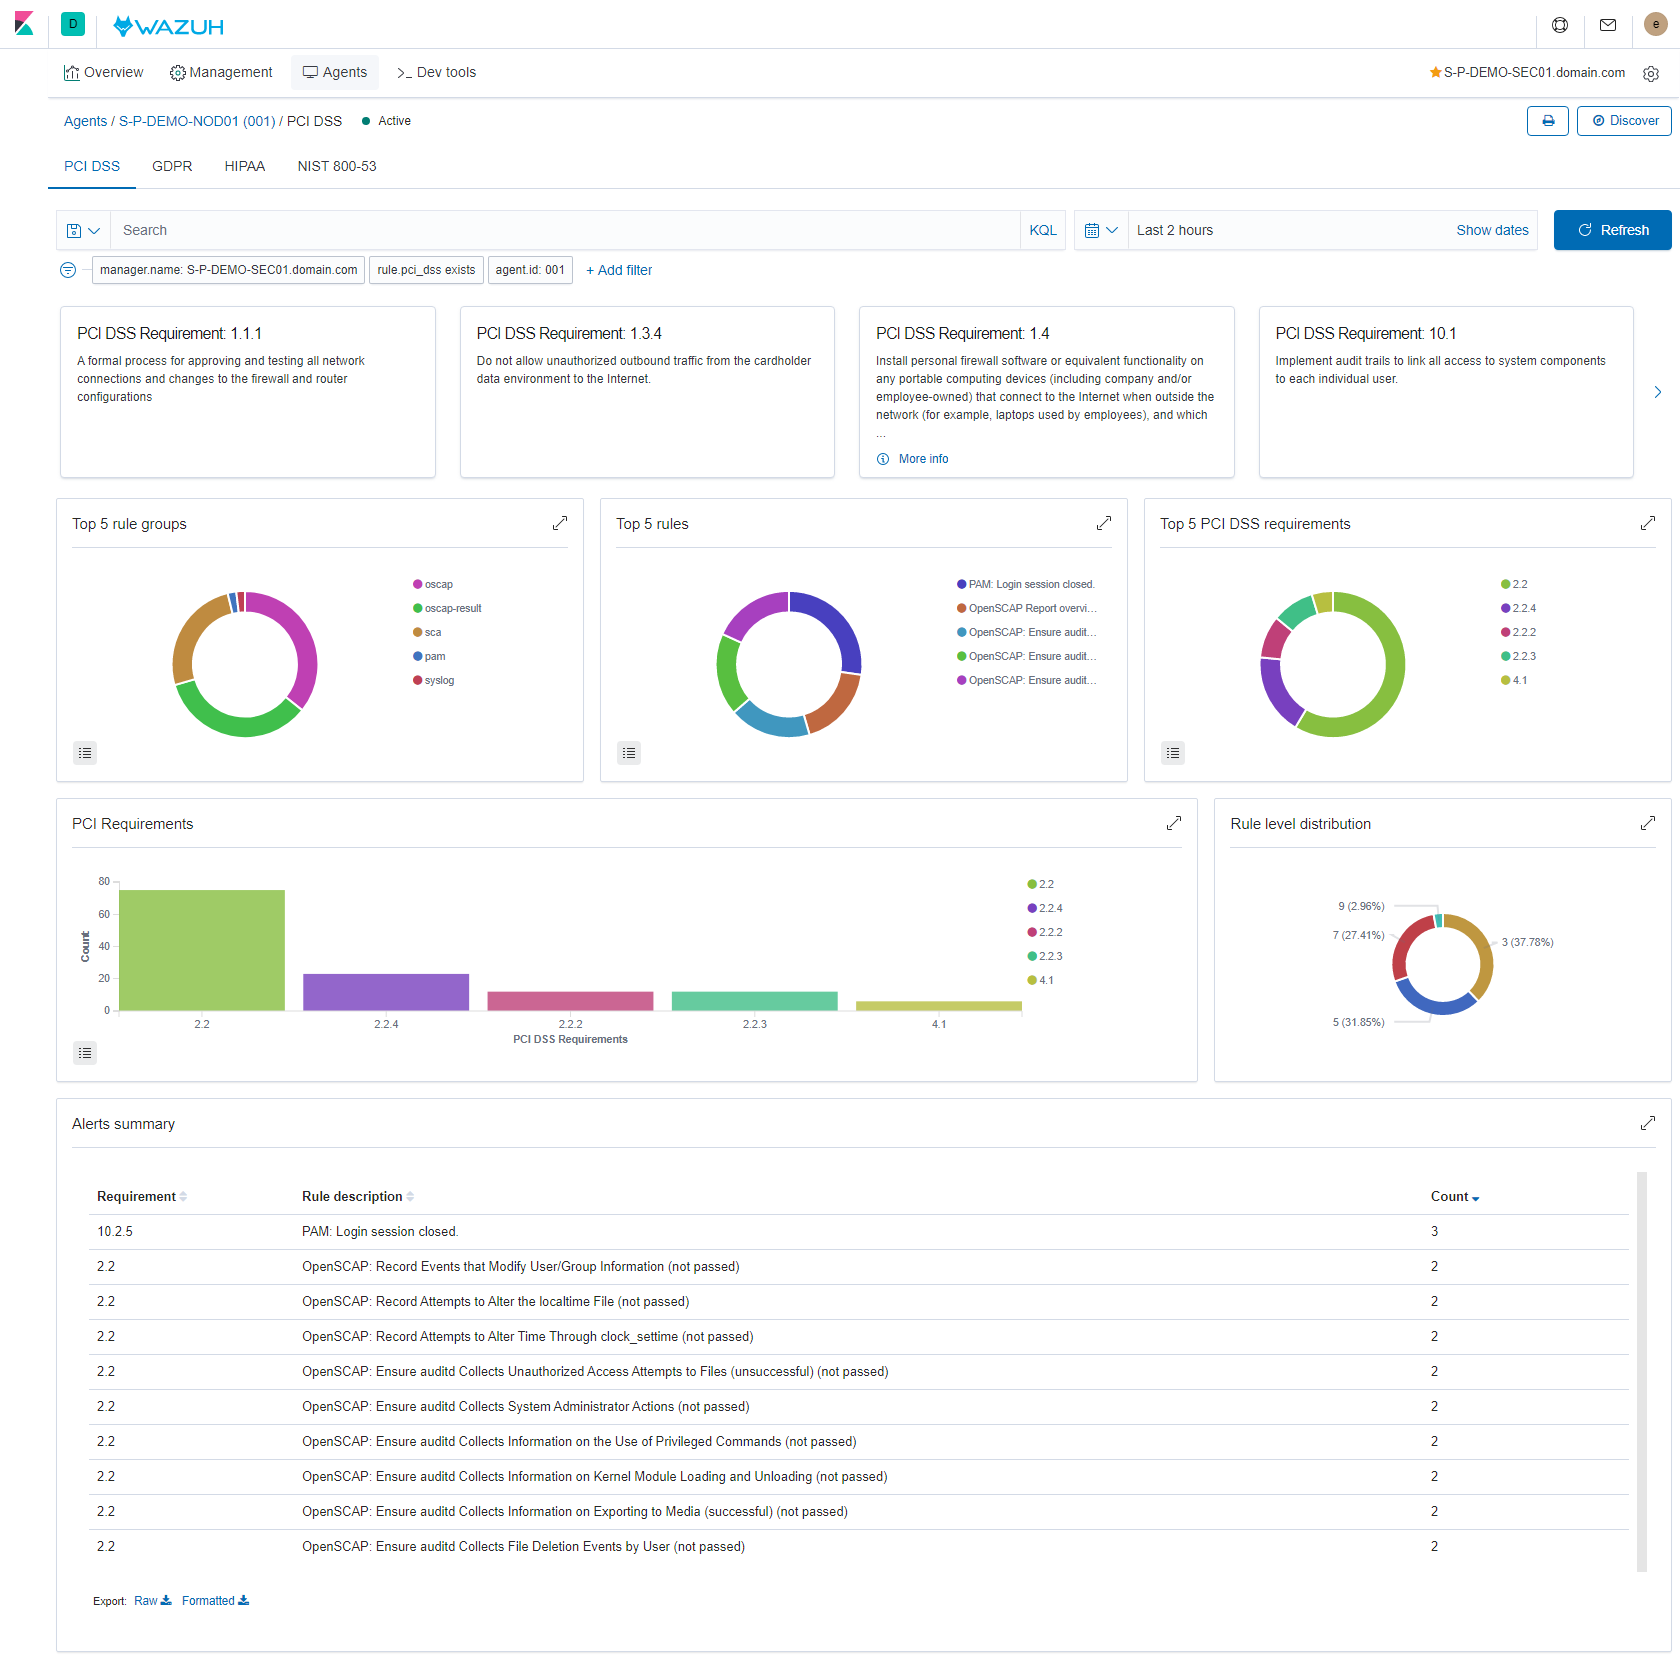 D
WAZUH
e
Overview
Management
Agents
>_ Dev tools
S-P-DEMO-SEC01.domain.com
Agents / S-P-DEMO-NOD01 (001) / PCI DSS
Active
Discover
PCI DSS
GDPR
HIPAA
NIST 800-53
Search
KQL
Last 2 hours
Show dates
Refresh
manager.name: S-P-DEMO-SEC01.domain.com
rule.pci_dss exists
agent.id: 001
+ Add filter
PCI DSS Requirement: 1.1.1
A formal process for approving and testing all network
connections and changes to the firewall and router
configurations
PCI DSS Requirement: 1.3.4
Do not allow unauthorized outbound traffic from the cardholder
data environment to the Internet.
PCI DSS Requirement: 1.4
Install personal firewall software or equivalent functionality on
any portable computing devices (including company and/or
employee-owned) that connect to the Internet when outside the
network (for example, laptops used by employees), and which
...
More info
PCI DSS Requirement: 10.1
Implement audit trails to link all access to system components
to each individual user.
Top 5 rule groups
oscap
oscap-result
sca
pam
syslog
Top 5 rules
PAM: Login session closed.
OpenSCAP Report overvi...
OpenSCAP: Ensure audit...
OpenSCAP: Ensure audit...
OpenSCAP: Ensure audit...
Top 5 PCI DSS requirements
2.2
2.2.4
2.2.2
2.2.3
4.1
PCI Requirements
80
60
40
20
0
Count
2.2
2.2.4
2.2.2
2.2.3
4.1
PCI DSS Requirements
2.2
2.2.4
2.2.2
2.2.3
4.1
Rule level distribution
9 (2.96%)
7 (27.41%)
3 (37.78%)
5 (31.85%)
Alerts summary
Requirement
Rule description
Count
10.2.5 PAM: Login session closed. 3
2.2 OpenSCAP: Record Events that Modify User/Group Information (not passed) 2
2.2 OpenSCAP: Record Attempts to Alter the localtime File (not passed) 2
2.2 OpenSCAP: Record Attempts to Alter Time Through clock_settime (not passed) 2
2.2 OpenSCAP: Ensure auditd Collects Unauthorized Access Attempts to Files (unsuccessful) (not passed) 2
2.2 OpenSCAP: Ensure auditd Collects System Administrator Actions (not passed) 2
2.2 OpenSCAP: Ensure auditd Collects Information on the Use of Privileged Commands (not passed) 2
2.2 OpenSCAP: Ensure auditd Collects Information on Kernel Module Loading and Unloading (not passed) 2
2.2 OpenSCAP: Ensure auditd Collects Information on Exporting to Media (successful) (not passed) 2
2.2 OpenSCAP: Ensure auditd Collects File Deletion Events by User (not passed) 2
Export: Raw Formatted